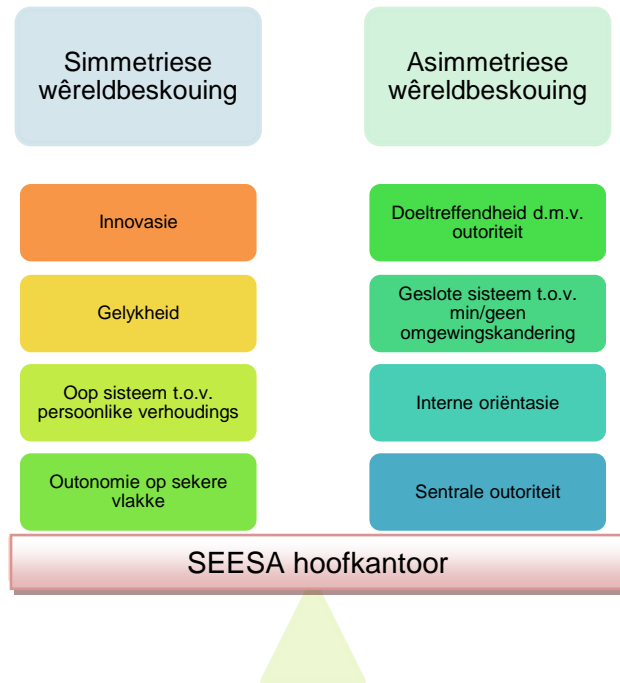 Simmetriese
wêreldbeskouing
Asimmetriese
wêreldbeskouing
Innovasie
Doeltreffendheid d.m.v.
outoriteit
Gelykheid
Geslote sisteem t.o.v.
min/geen
omgewingskandering
Oop sisteem t.o.v.
persoonlike verhoudings
Interne oriëntasie
Outonomie op sekere
vlakke
Sentrale outoriteit
SEESA hoofkantoor